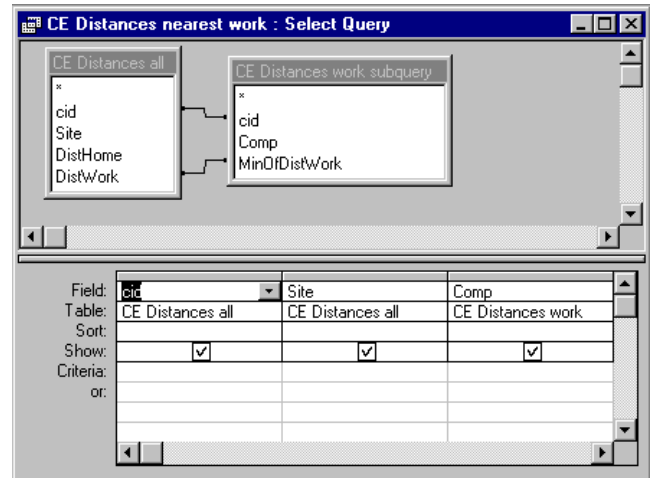 CE Distances nearest work : Select Query
CE Distances all
*
cid
Site
DistHome
DistWork
CE Distances work subquery
*
cid
Comp
MinOfDistWork
Field: cid Site Comp
Table: CE Distances all CE Distances all CE Distances work
Sort:
Show:
Criteria:
or: